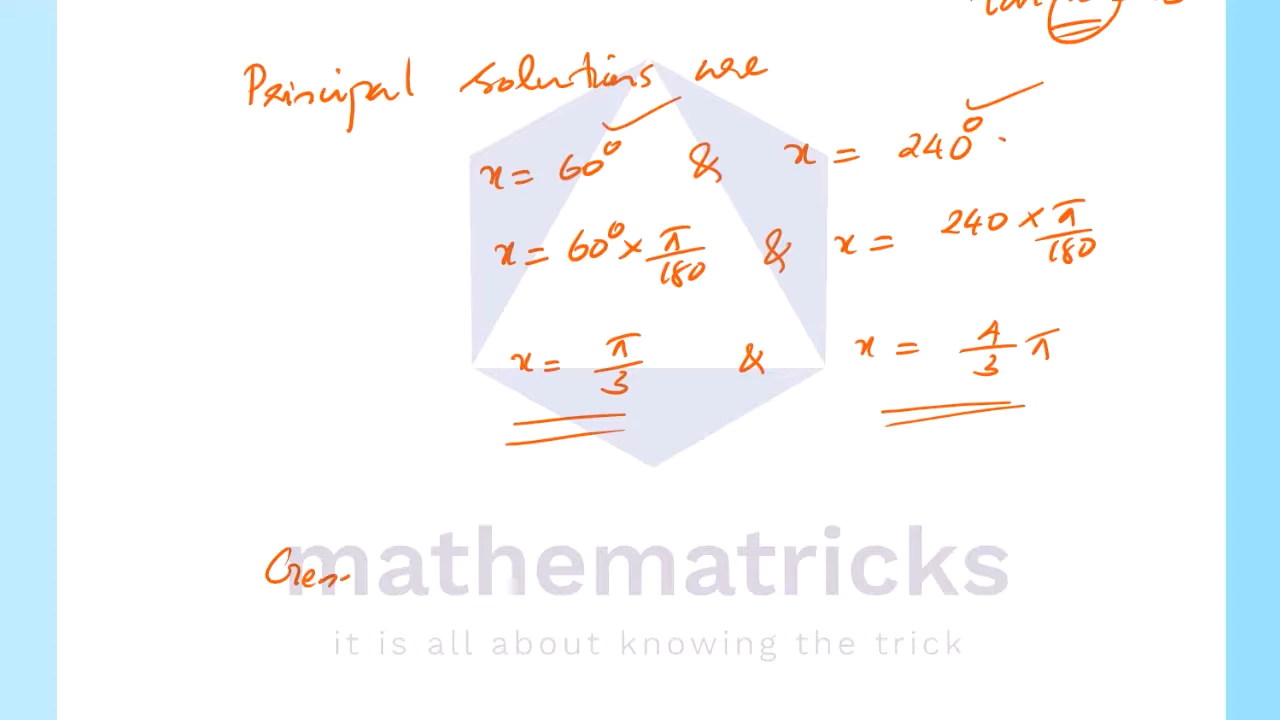 Principal solutions are
x = 60° & x = 240°
x = 60° × π/180 & x = 240 × π/180
x = π/3 & x = 4/3 π
Gen
mathematricks
it is all about knowing the trick